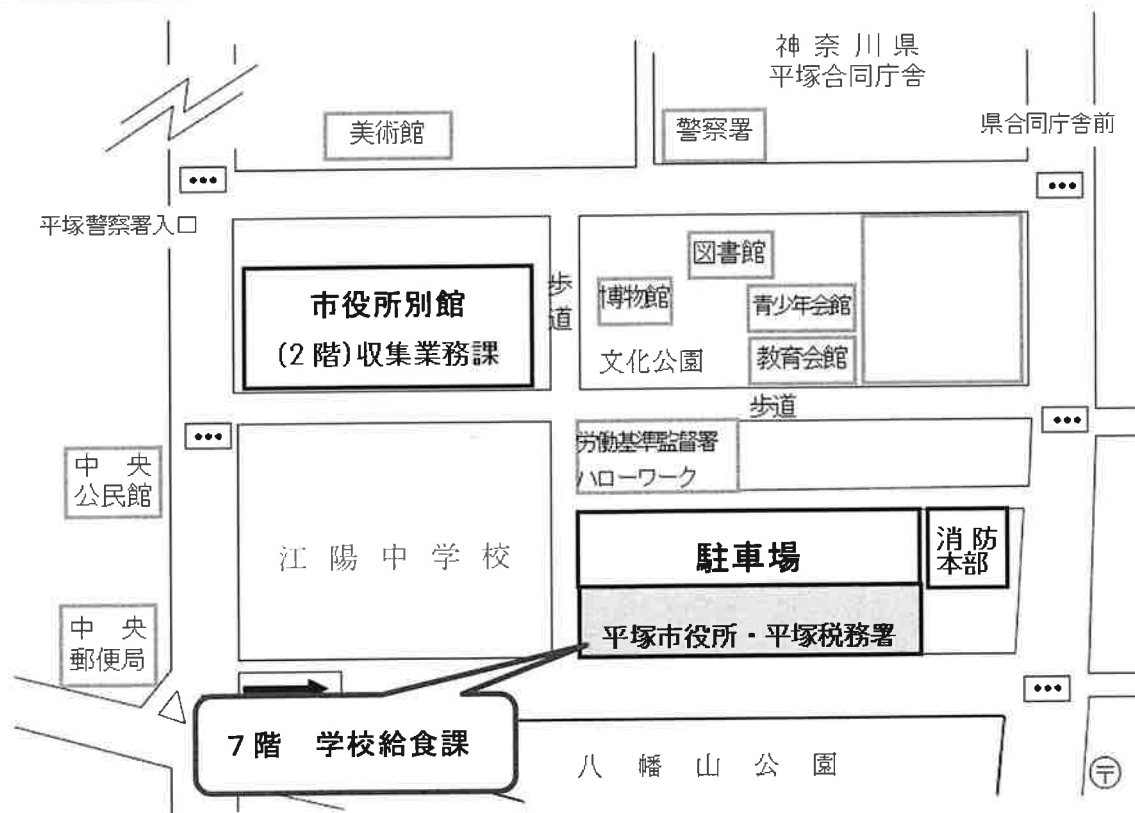 神奈川県
平塚合同庁舎
美術館
警察署
県合同庁舎前
平塚警察署入口
図書館
市役所別館
(2階)収集業務課
歩道
博物館
青少年会館
文化公園
教育会館
歩道
労働基準監督署
ハローワーク
中央
公民館
江陽中学校
駐車場
消防
本部
平塚市役所・平塚税務署
中央
郵便局
7階 学校給食課
八幡山公園
〒